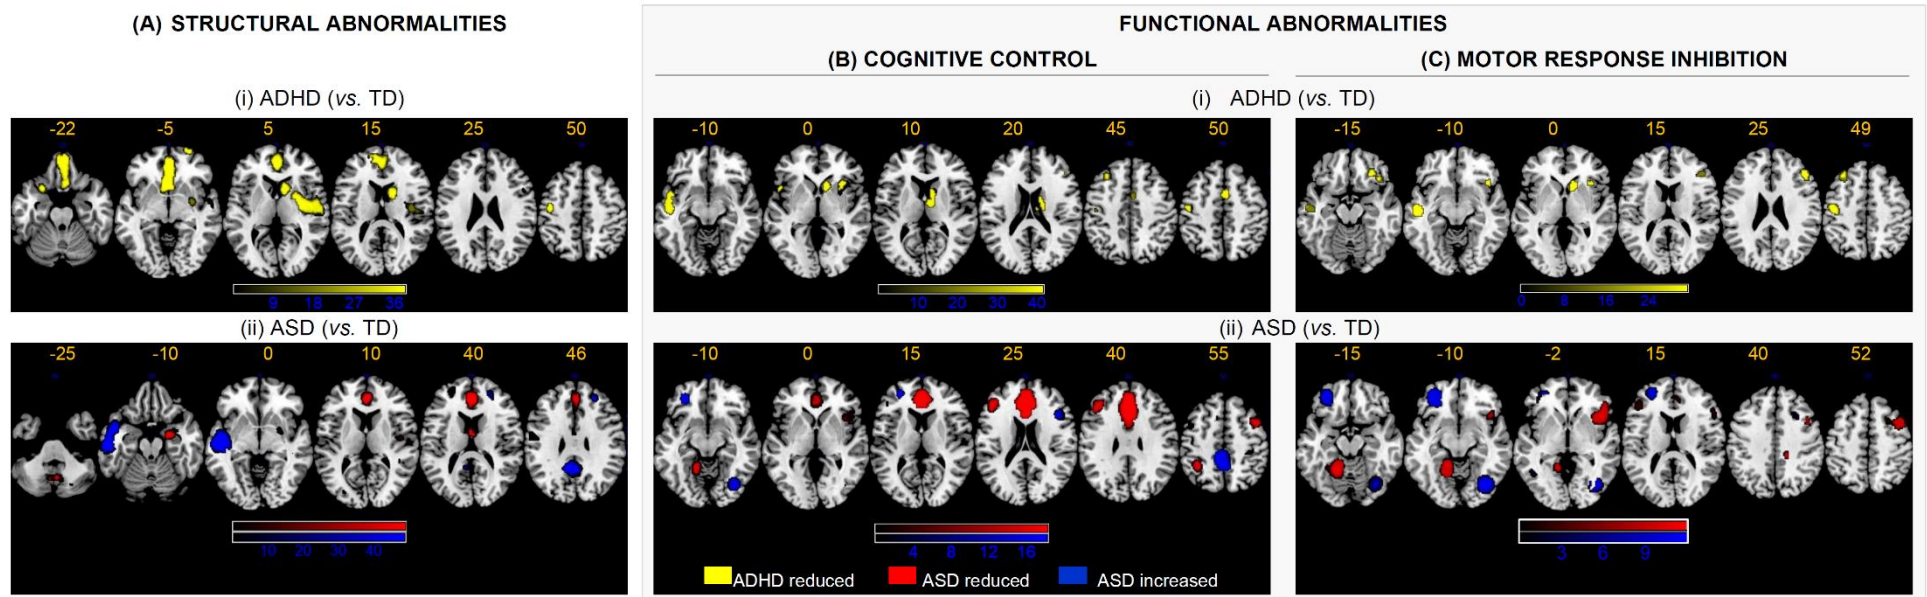 (A) STRUCTURAL ABNORMALITIES
FUNCTIONAL ABNORMALITIES
(B) COGNITIVE CONTROL
(C) MOTOR RESPONSE INHIBITION
(i) ADHD (vs. TD)
(i) ADHD (vs. TD)
-22 -5 5 15 25 50
-10 0 10 20 45 50
-15 -10 0 15 25 49
9 18 27 36
10 20 30 40
0 8 16 24
(ii) ASD (vs. TD)
(ii) ASD (vs. TD)
-25 -10 0 10 40 46
-10 0 15 25 40 55
-15 -10 -2 15 40 52
10 20 30 40
4 8 12 16
3 6 9
ADHD reduced ASD reduced ASD increased